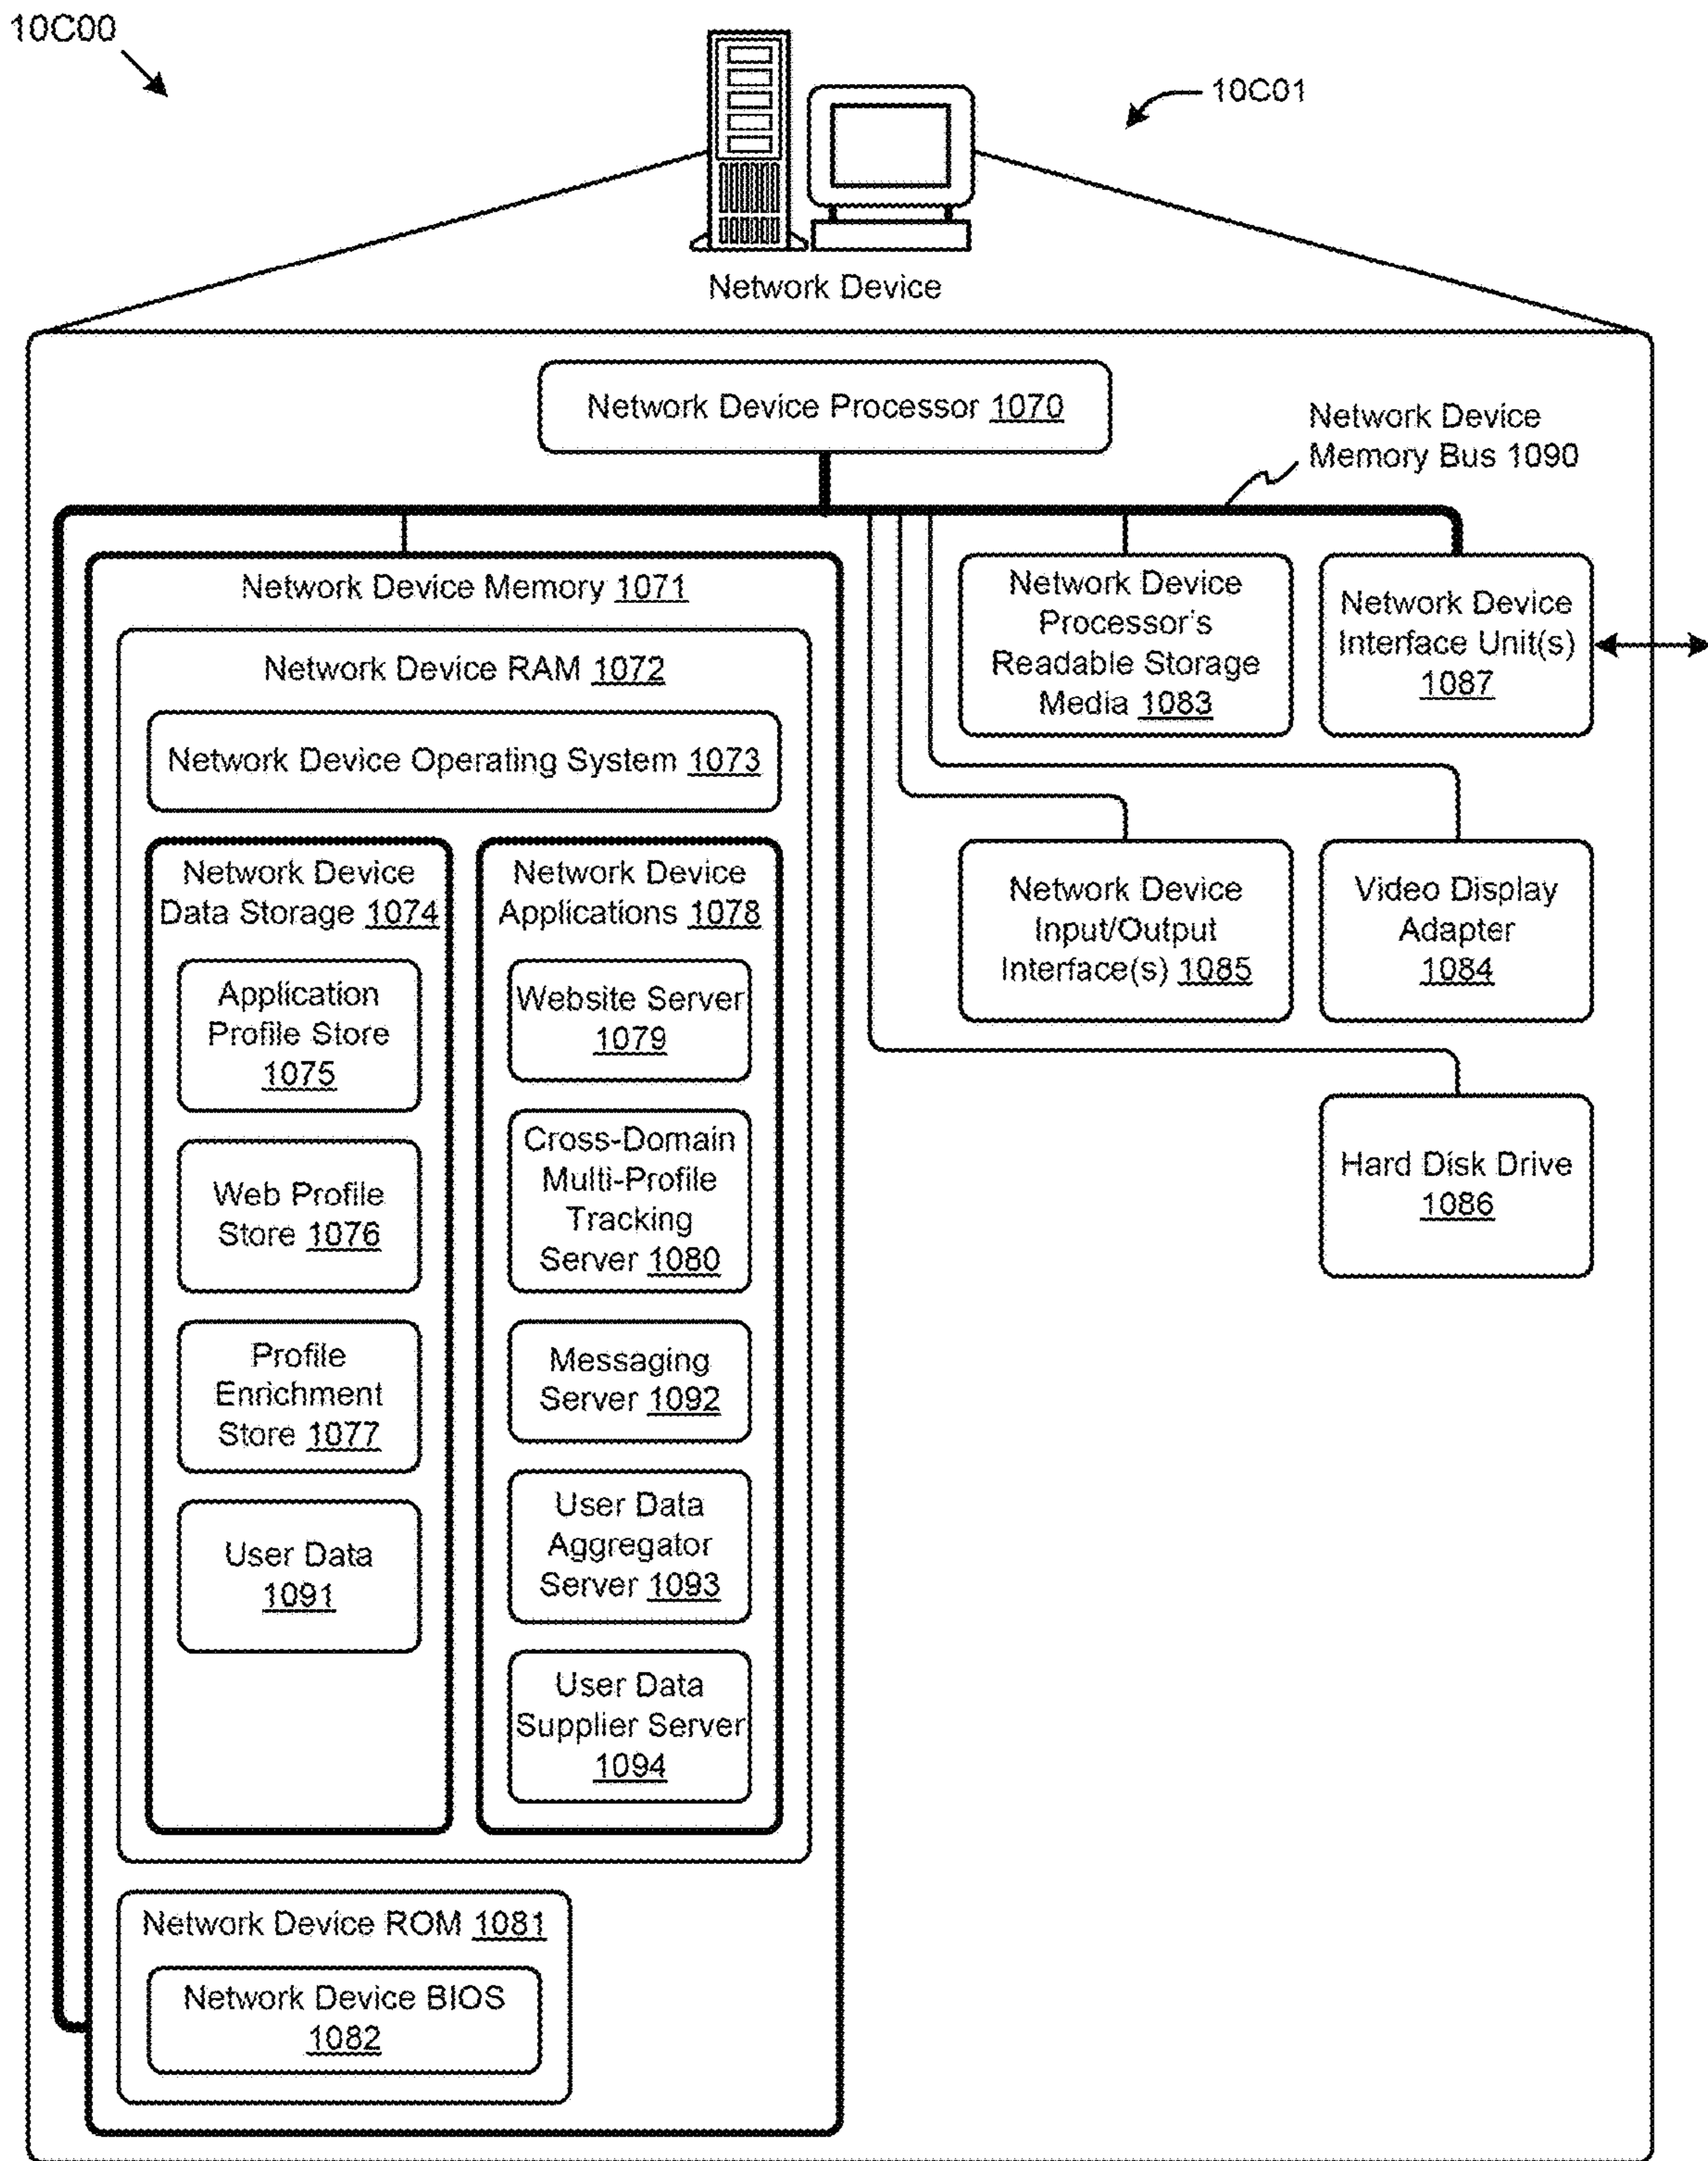 10C00
10C01
Network Device
Network Device Processor 1070
Network Device
Memory Bus 1090
Network Device Memory 1071
Network Device RAM 1072
Network Device Operating System 1073
Network Device
Data Storage 1074
Application
Profile Store
1075
Web Profile
Store 1076
Profile
Enrichment
Store 1077
User Data
1091
Network Device
Applications 1078
Website Server
1079
Cross-Domain
Multi-Profile
Tracking
Server 1080
Messaging
Server 1092
User Data
Aggregator
Server 1093
User Data
Supplier Server
1094
Network Device ROM 1081
Network Device BIOS
1082
Network Device
Processor's
Readable Storage
Media 1083
Network Device
Interface Unit(s)
1087
Network Device
Input/Output
Interface(s) 1085
Video Display
Adapter
1084
Hard Disk Drive
1086